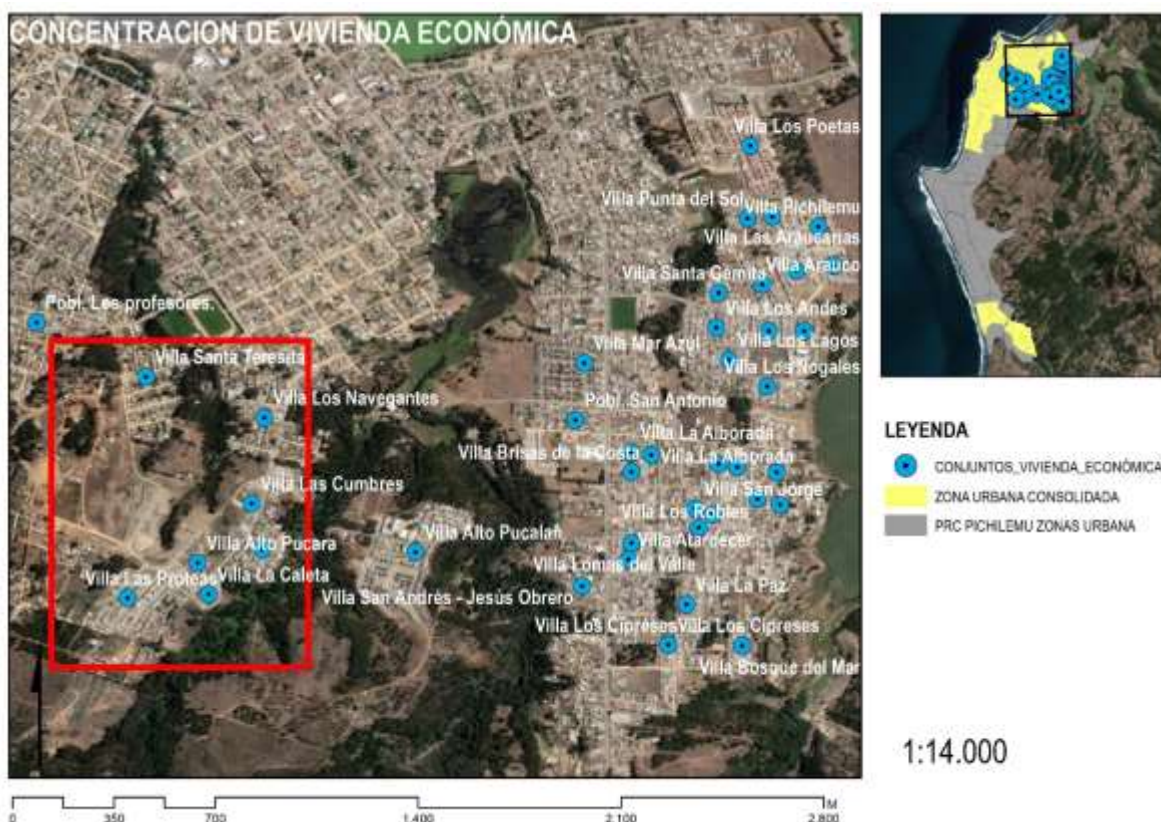 CONCENTRACION DE VIVIENDA ECONÓMICA
Villa Los Poetas
Villa Punta del Sol
Villa Pichilemu
Villa Las Araucarias
Villa Santa Gemita
Villa Arauco
Pobl. Los profesores.
Villa Los Andes
Villa Santa Teresita
Villa Mar Azul
Villa Los Lagos
Villa Los Nogales
Villa Los Navegantes
Pobl. San Antonio
Villa La Alborada
Villa Brisas de la Costa
Villa La Alborada
Villa Las Cumbres
Villa San Jorge
Villa Los Robles
Villa Alto Pucara
Villa Alto Pucalan
Villa Atardecer
Villa Las Proteas
Villa La Caleta
Villa Lomas del Valle
Villa San Andrés - Jesús Obrero
Villa La Paz
Villa Los Cipreses
Villa Los Cipreses
Villa Bosque del Mar
LEYENDA
CONJUNTOS_VIVIENDA_ECONÓMICA
ZONA URBANA CONSOLIDADA
PRC PICHILEMU ZONAS URBANA
1:14.000
0 350 700 1.400 2.100 2.800
M